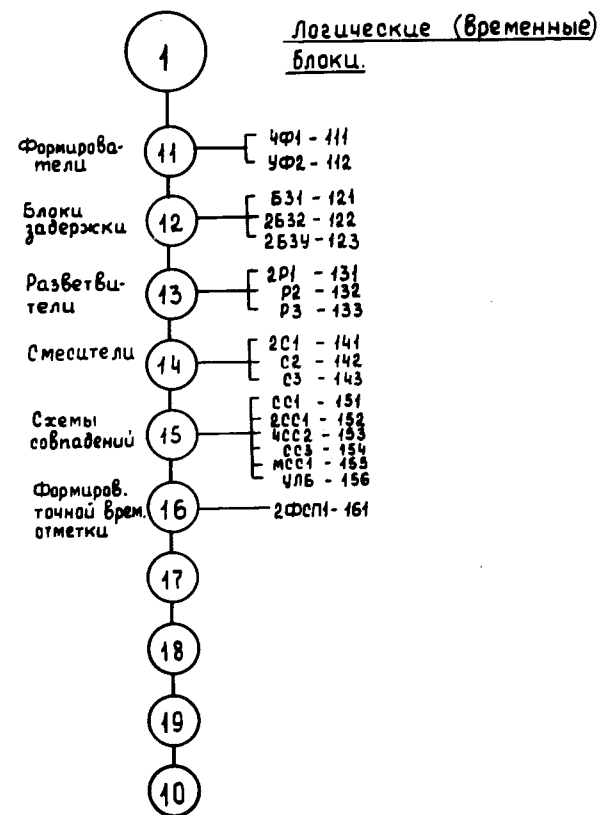 Логические (временные)
блоки.
1
Формирова-
тели
11
4Ф1 - 111
УФ2 - 112
Блоки
задержки
12
БЗ1 - 121
2БЗ2 - 122
2БЗУ - 123
Разветви-
тели
13
2Р1 - 131
Р2 - 132
Р3 - 133
Смесители
14
2С1 - 141
С2 - 142
С3 - 143
Схемы
совпадений
15
СС1 - 151
2СС1 - 152
4СС2 - 153
СС3 - 154
МСС1 - 155
УЛБ - 156
Формиров.
точной врем.
отметки
16
2ФСП1 - 161
17
18
19
10